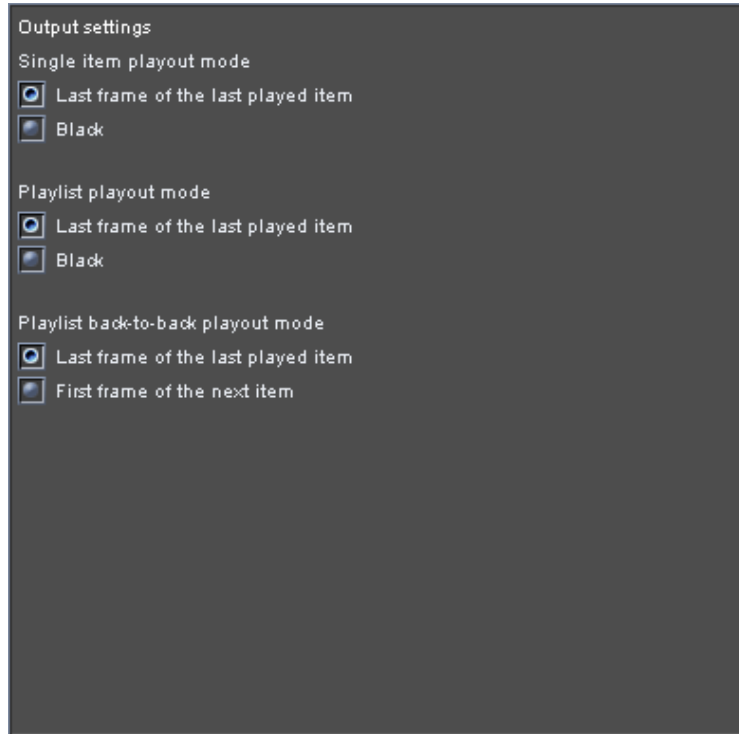 Output settings
Single item playout mode
Last frame of the last played item
Black
Playlist playout mode
Last frame of the last played item
Black
Playlist back-to-back playout mode
Last frame of the last played item
First frame of the next item